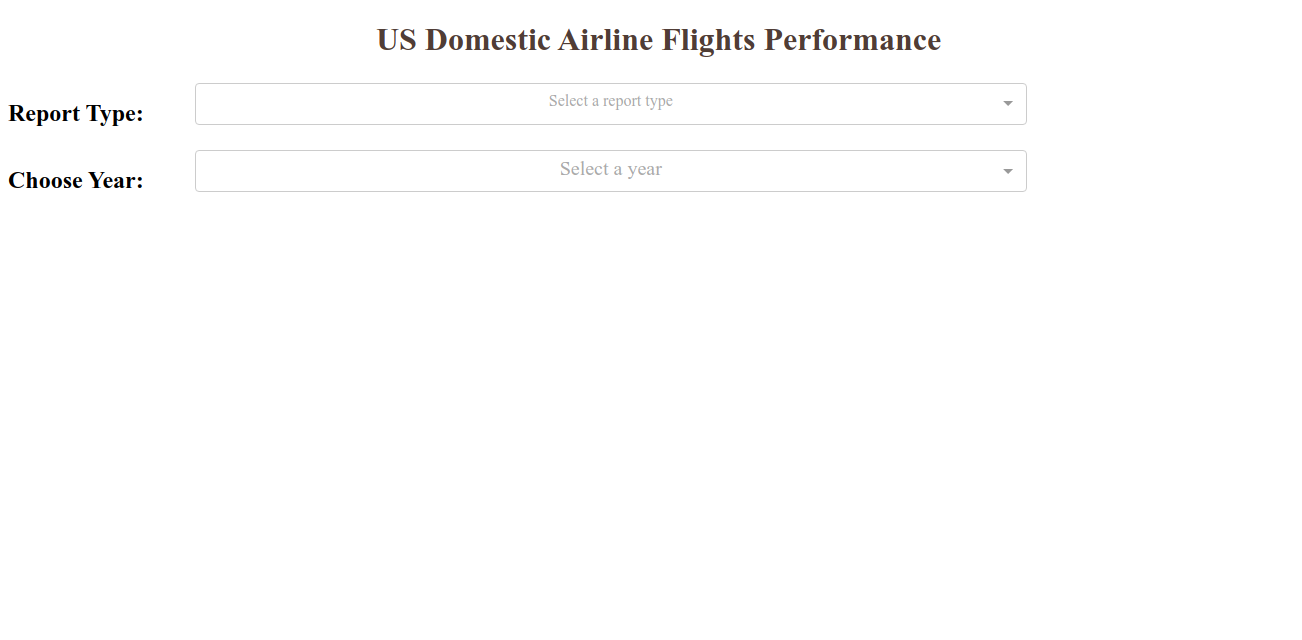 US Domestic Airline Flights Performance
Report Type:
Select a report type
Choose Year:
Select a year